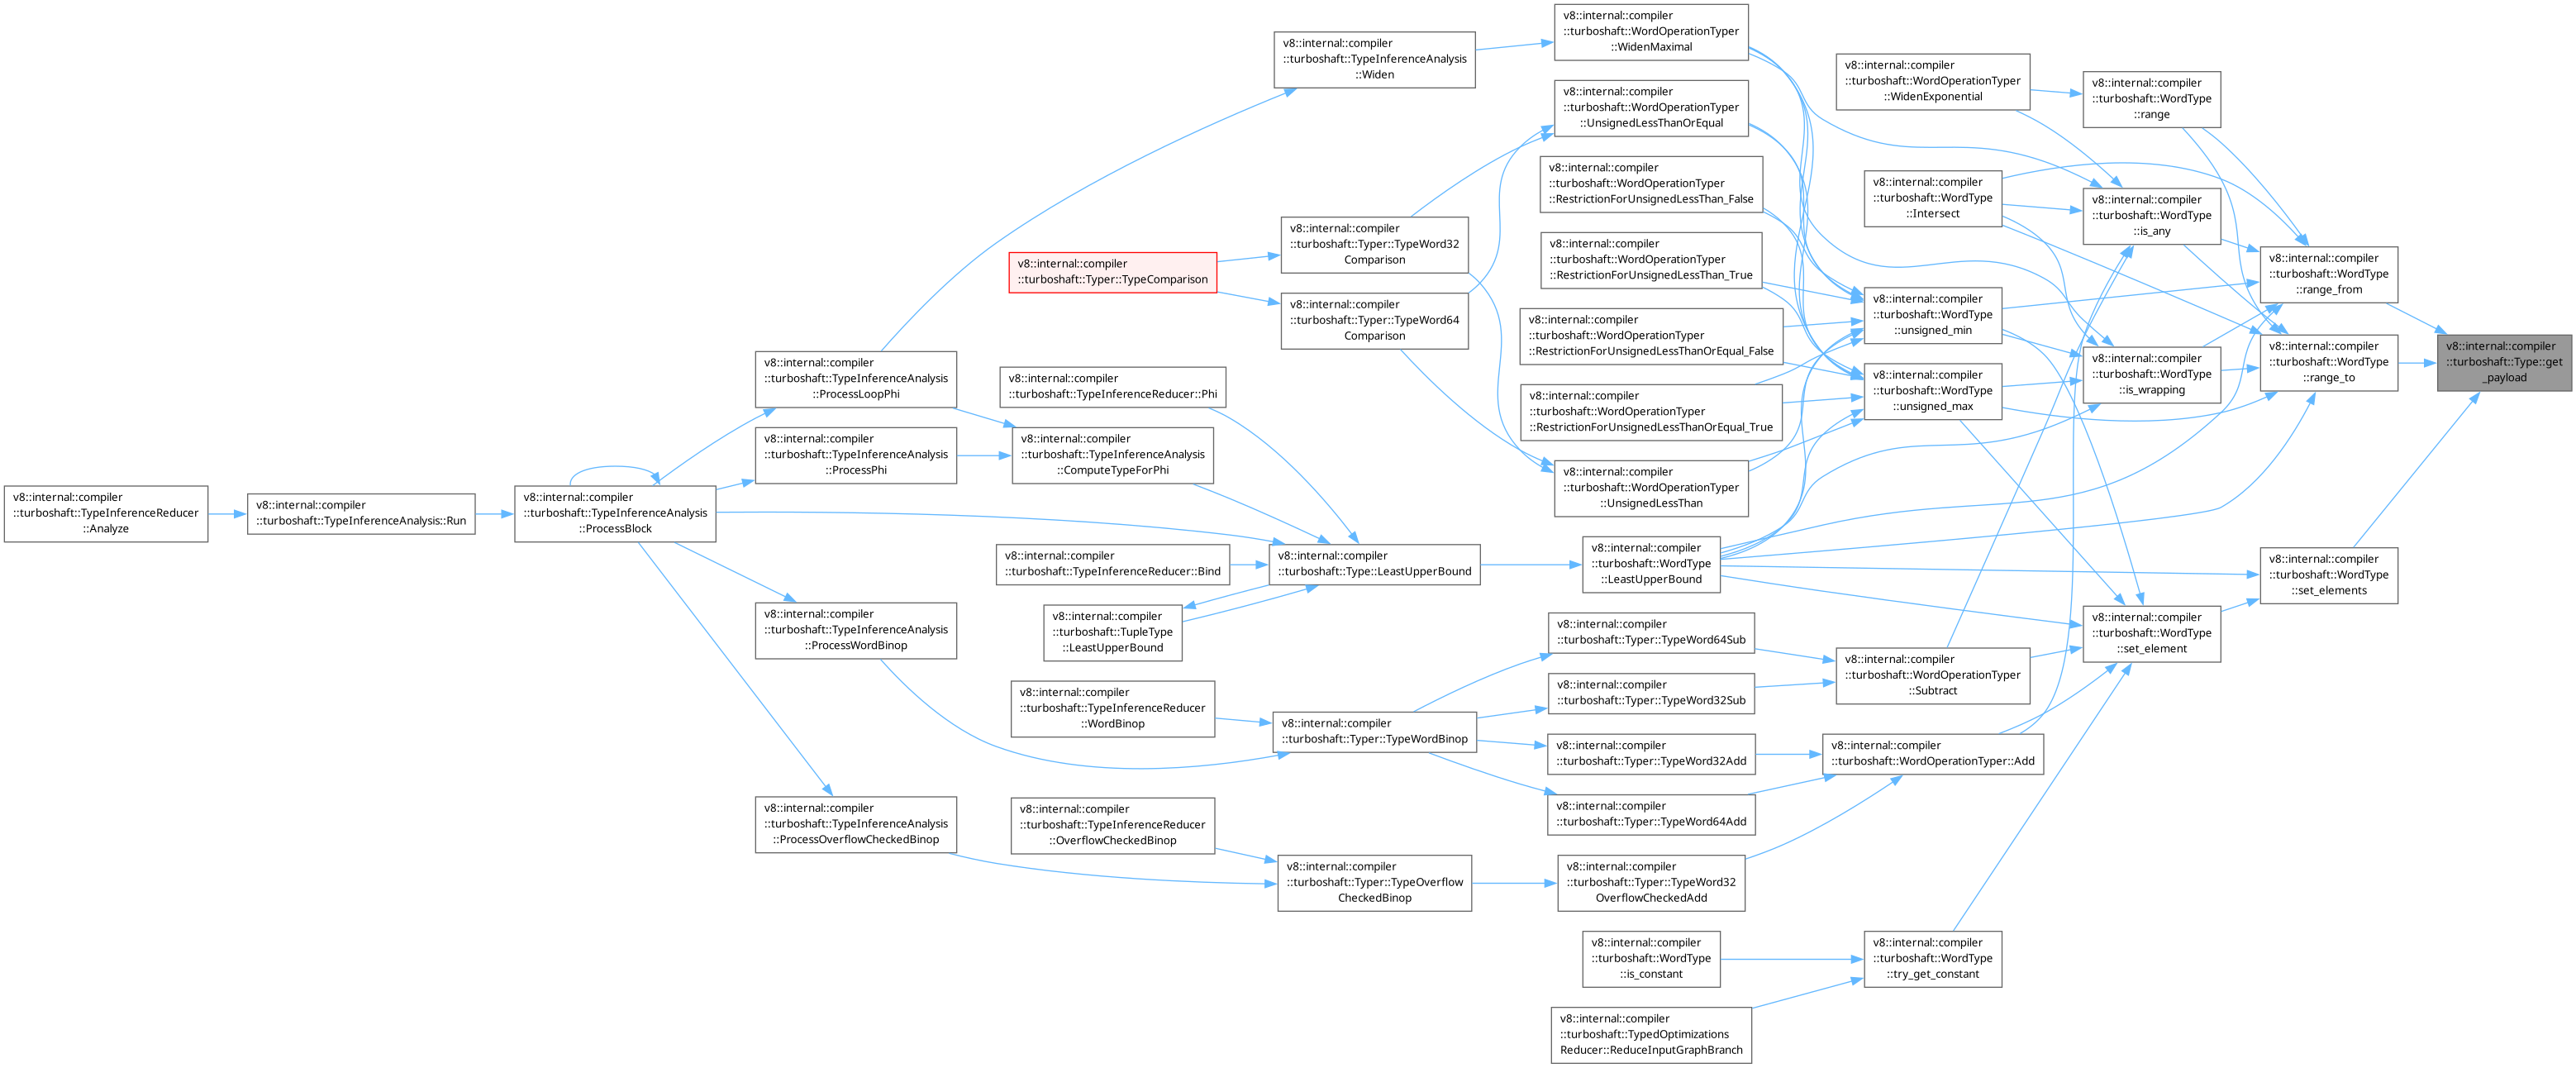 v8::internal::compiler
::turboshaft::TypeInferenceReducer
::Analyze
v8::internal::compiler
::turboshaft::TypeInferenceAnalysis::Run
v8::internal::compiler
::turboshaft::TypeInferenceAnalysis
::ProcessBlock
v8::internal::compiler
::turboshaft::TypeInferenceAnalysis
::ProcessLoopPhi
v8::internal::compiler
::turboshaft::TypeInferenceAnalysis
::ProcessPhi
v8::internal::compiler
::turboshaft::TypeInferenceAnalysis
::ProcessWordBinop
v8::internal::compiler
::turboshaft::TypeInferenceAnalysis
::ProcessOverflowCheckedBinop
v8::internal::compiler
::turboshaft::Typer::TypeComparison
v8::internal::compiler
::turboshaft::TypeInferenceReducer::Phi
v8::internal::compiler
::turboshaft::TypeInferenceAnalysis
::ComputeTypeForPhi
v8::internal::compiler
::turboshaft::TypeInferenceReducer::Bind
v8::internal::compiler
::turboshaft::TupleType
::LeastUpperBound
v8::internal::compiler
::turboshaft::TypeInferenceReducer
::WordBinop
v8::internal::compiler
::turboshaft::TypeInferenceReducer
::OverflowCheckedBinop
v8::internal::compiler
::turboshaft::TypeInferenceAnalysis
::Widen
v8::internal::compiler
::turboshaft::Typer::TypeWord32
Comparison
v8::internal::compiler
::turboshaft::Typer::TypeWord64
Comparison
v8::internal::compiler
::turboshaft::Type::LeastUpperBound
v8::internal::compiler
::turboshaft::Typer::TypeWordBinop
v8::internal::compiler
::turboshaft::Typer::TypeOverflow
CheckedBinop
v8::internal::compiler
::turboshaft::WordOperationTyper
::WidenMaximal
v8::internal::compiler
::turboshaft::WordOperationTyper
::UnsignedLessThanOrEqual
v8::internal::compiler
::turboshaft::WordOperationTyper
::RestrictionForUnsignedLessThan_False
v8::internal::compiler
::turboshaft::WordOperationTyper
::RestrictionForUnsignedLessThan_True
v8::internal::compiler
::turboshaft::WordOperationTyper
::RestrictionForUnsignedLessThanOrEqual_False
v8::internal::compiler
::turboshaft::WordOperationTyper
::RestrictionForUnsignedLessThanOrEqual_True
v8::internal::compiler
::turboshaft::WordOperationTyper
::UnsignedLessThan
v8::internal::compiler
::turboshaft::WordType
::LeastUpperBound
v8::internal::compiler
::turboshaft::Typer::TypeWord64Sub
v8::internal::compiler
::turboshaft::Typer::TypeWord32Sub
v8::internal::compiler
::turboshaft::Typer::TypeWord32Add
v8::internal::compiler
::turboshaft::Typer::TypeWord64Add
v8::internal::compiler
::turboshaft::Typer::TypeWord32
OverflowCheckedAdd
v8::internal::compiler
::turboshaft::WordType
::is_constant
v8::internal::compiler
::turboshaft::TypedOptimizations
Reducer::ReduceInputGraphBranch
v8::internal::compiler
::turboshaft::WordOperationTyper
::WidenExponential
v8::internal::compiler
::turboshaft::WordType
::Intersect
v8::internal::compiler
::turboshaft::WordType
::unsigned_min
v8::internal::compiler
::turboshaft::WordType
::unsigned_max
v8::internal::compiler
::turboshaft::WordOperationTyper
::Subtract
v8::internal::compiler
::turboshaft::WordOperationTyper::Add
v8::internal::compiler
::turboshaft::WordType
::try_get_constant
v8::internal::compiler
::turboshaft::WordType
::range
v8::internal::compiler
::turboshaft::WordType
::is_any
v8::internal::compiler
::turboshaft::WordType
::is_wrapping
v8::internal::compiler
::turboshaft::WordType
::set_element
v8::internal::compiler
::turboshaft::WordType
::range_from
v8::internal::compiler
::turboshaft::WordType
::range_to
v8::internal::compiler
::turboshaft::WordType
::set_elements
v8::internal::compiler
::turboshaft::Type::get
_payload